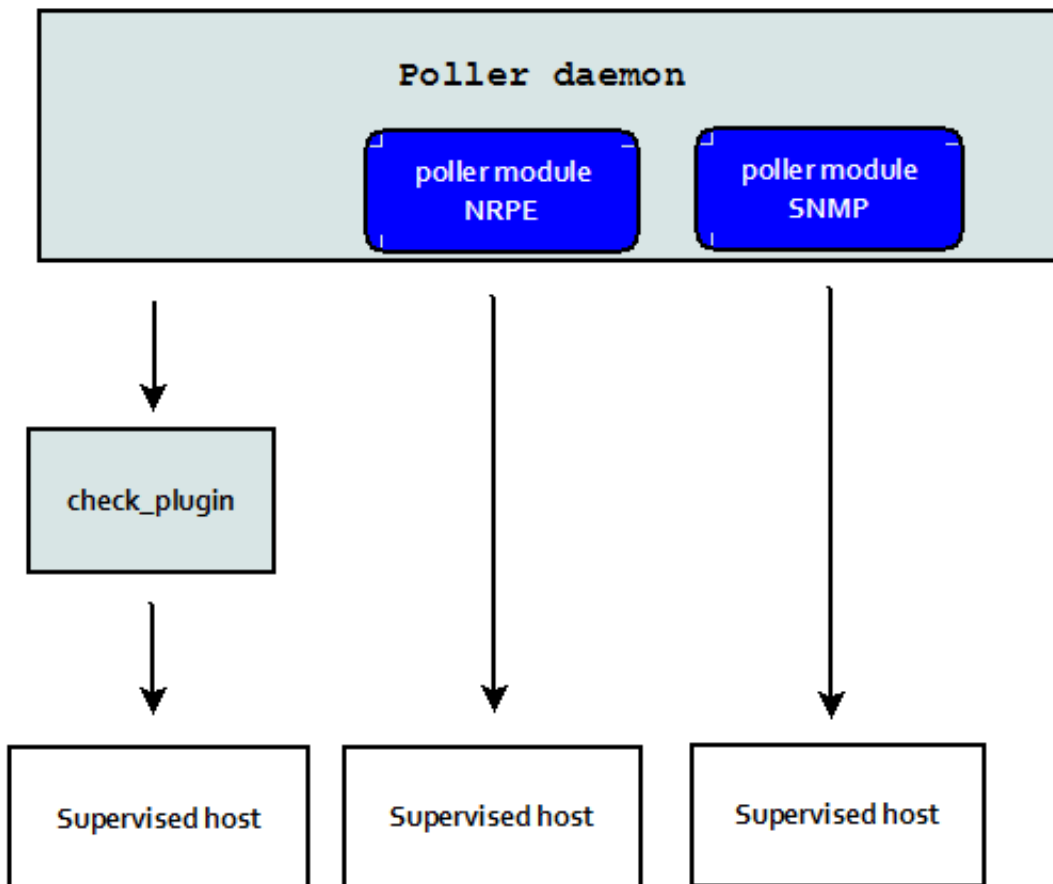 Poller daemon
poller module
NRPE
poller module
SNMP
check_plugin
Supervised host
Supervised host
Supervised host